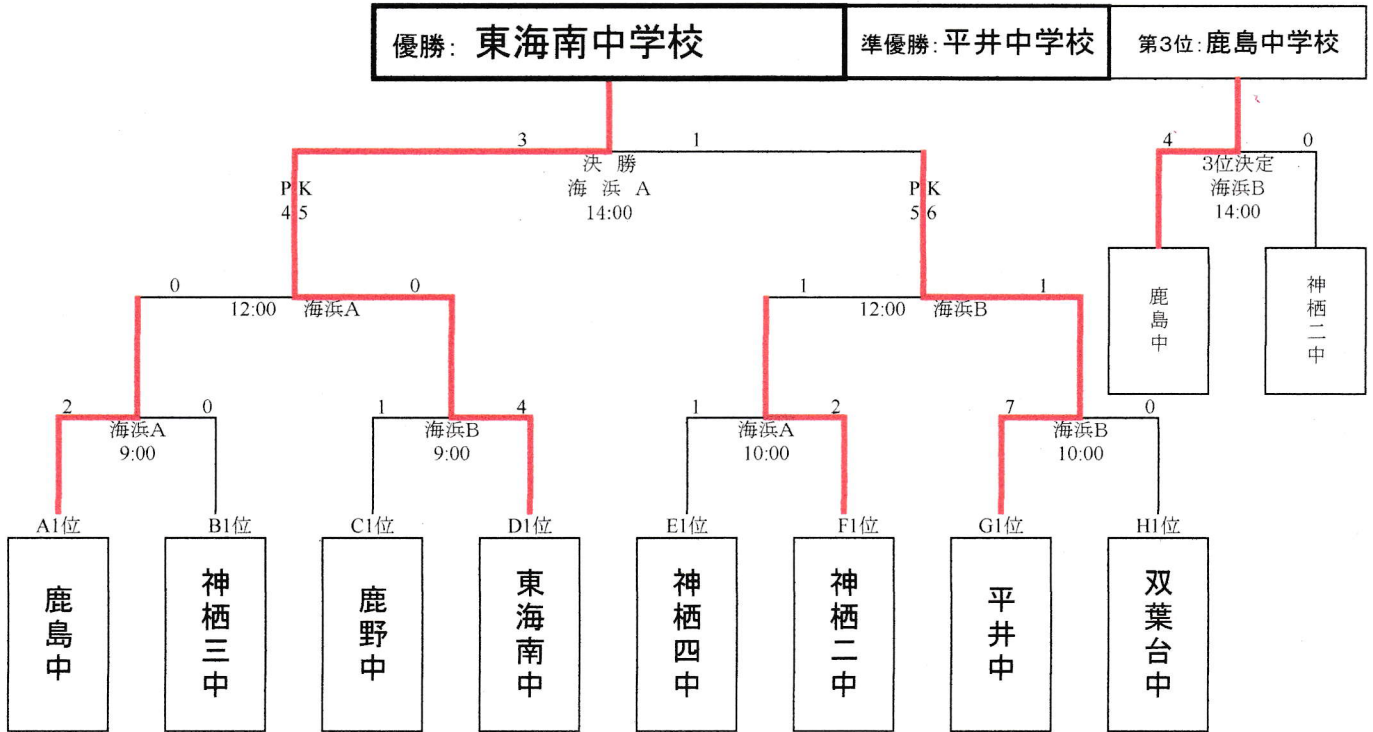 優勝: 東海南中学校 準優勝: 平井中学校 第3位: 鹿島中学校
3 1 4 0
決 勝 3位決定
海 浜 A 海浜B
14:00 14:00
PK PK
4 5 5 6
0 0 1 1
12:00 海浜A 12:00 海浜B
鹿島中 神栖二中
2 0 1 4 1 2 7 0
海浜A 海浜B 海浜A 海浜B
9:00 9:00 10:00 10:00
A1位 B1位 C1位 D1位 E1位 F1位 G1位 H1位
鹿島中 神栖三中 鹿野中 東海南中 神栖四中 神栖二中 平井中 双葉台中